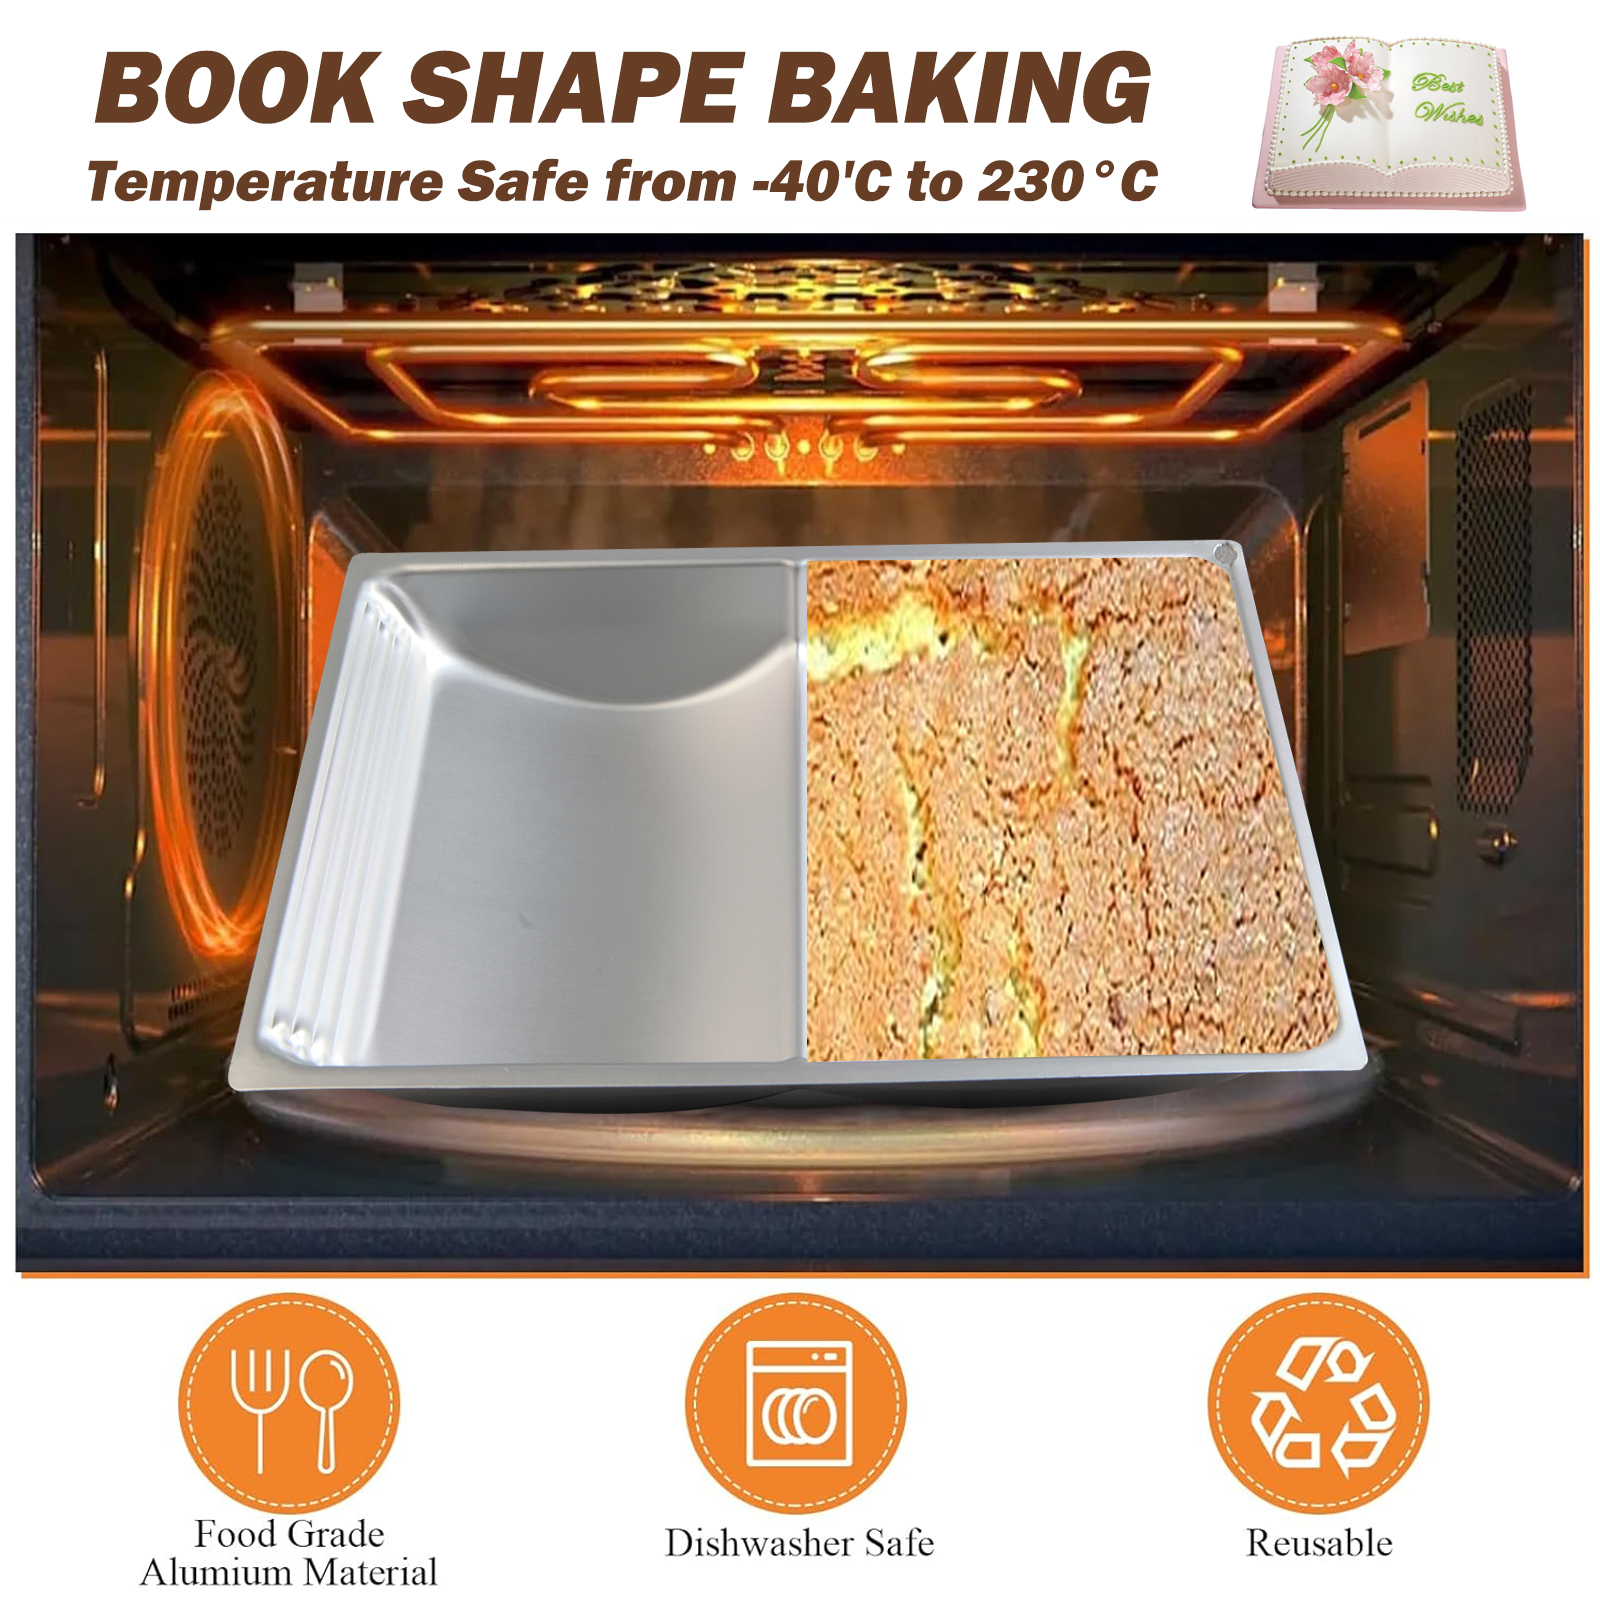 BOOK SHAPE BAKING
Temperature Safe from -40'C to 230°C
Best
Wishes
Food Grade
Alumium Material
Dishwasher Safe
Reusable